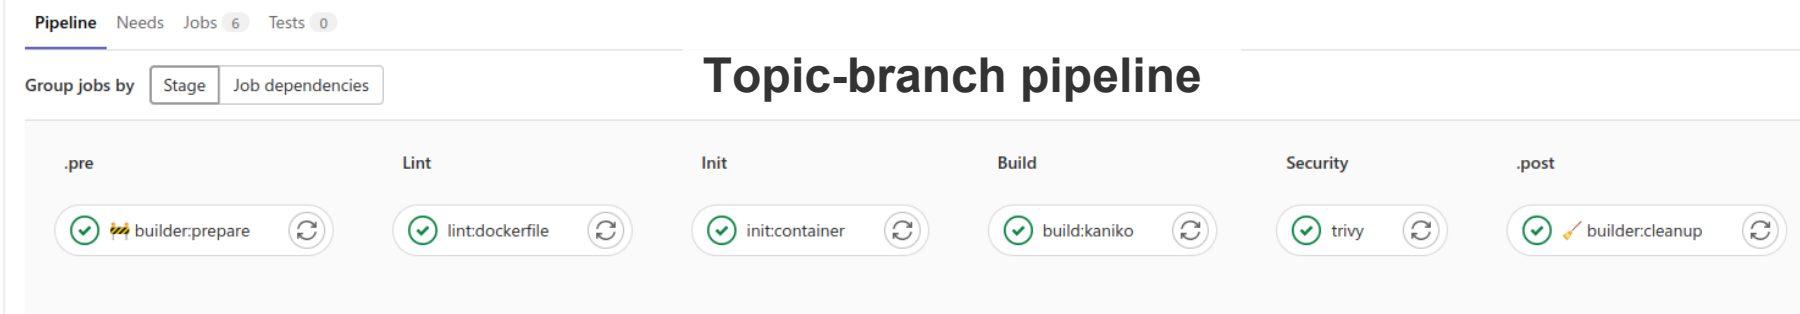 Pipeline Needs Jobs 6 Tests 0
Group jobs by Stage Job dependencies
Topic-branch pipeline
.pre Lint Init Build Security .post
builder:prepare lint:dockerfile init:container build:kaniko trivy builder:cleanup